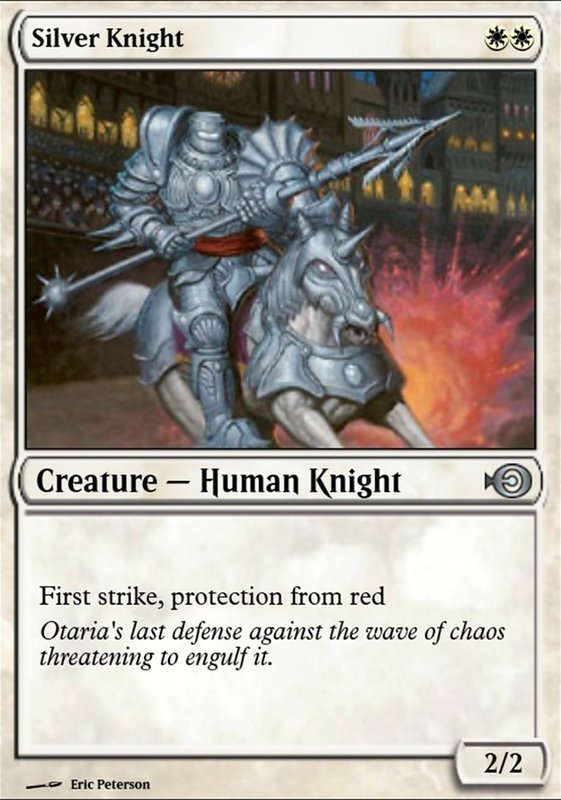 Silver Knight
Creature — Human Knight
First strike, protection from red
Otaria's last defense against the wave of chaos
threatening to engulf it.
2/2
Eric Peterson